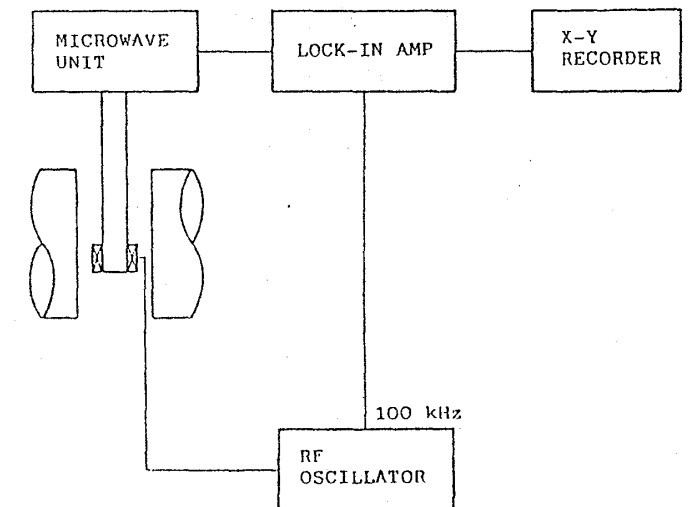 MICROWAVE
UNIT
LOCK-IN AMP
X-Y
RECORDER
100 kHz
RF
OSCILLATOR